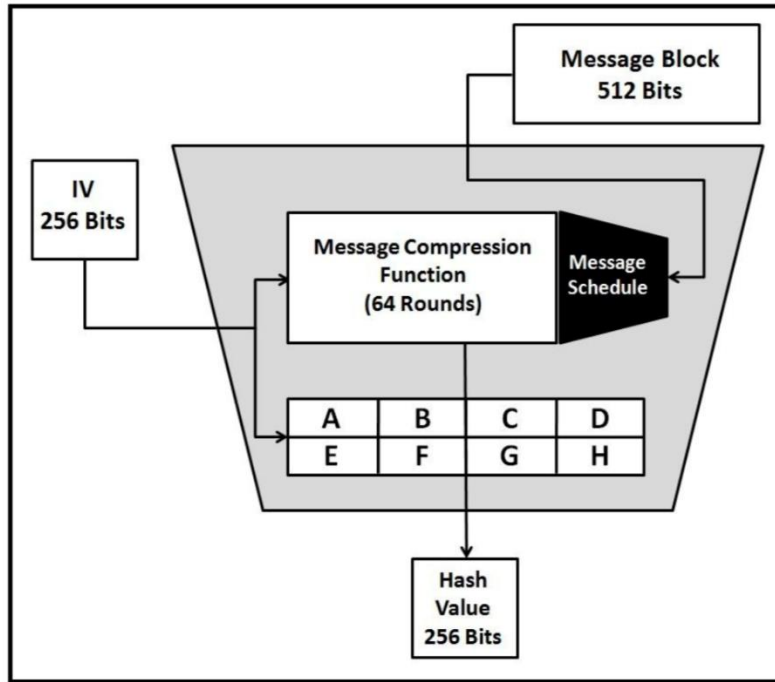 Message Block
512 Bits
IV
256 Bits
Message Compression
Function
(64 Rounds)
Message
Schedule
A B C D
E F G H
Hash
Value
256 Bits